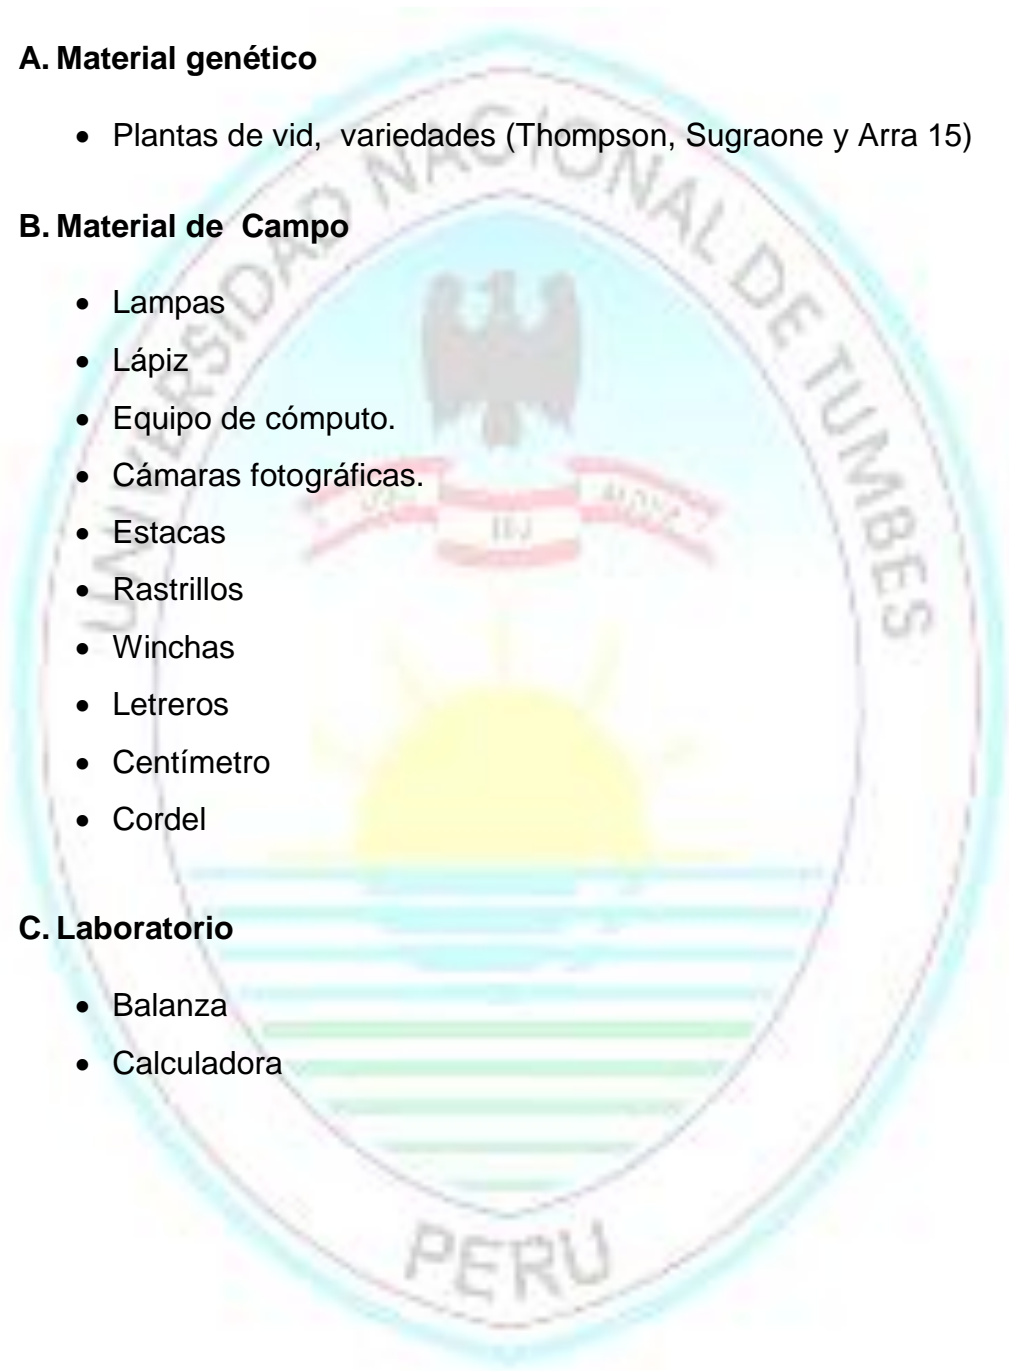 A. Material genético
• Plantas de vid, variedades (Thompson, Sugraone y Arra 15)
B. Material de Campo
• Lampas
• Lápiz
• Equipo de cómputo.
• Cámaras fotográficas.
• Estacas
• Rastrillos
• Winchas
• Letreros
• Centímetro
• Cordel
C. Laboratorio
• Balanza
• Calculadora
UNIVERSIDAD NACIONAL DE TUMBES
PERU